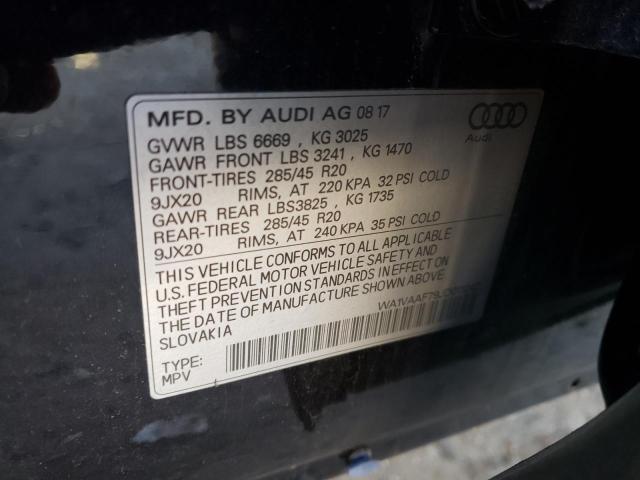 MFD. BY AUDI AG 08 17
Audi
GVWR LBS 6669 , KG 3025
GAWR FRONT LBS 3241 , KG 1470
FRONT-TIRES 285/45 R20
9JX20 RIMS, AT 220 KPA 32 PSI COLD
GAWR REAR LBS3825 , KG 1735
REAR-TIRES 285/45 R20
9JX20 RIMS, AT 240 KPA 35 PSI COLD
THIS VEHICLE CONFORMS TO ALL APPLICABLE
U.S. FEDERAL MOTOR VEHICLE SAFETY AND
THEFT PREVENTION STANDARDS IN EFFECT ON
THE DATE OF MANUFACTURE SHOWN ABOVE
SLOVAKIA
TYPE:
MPV